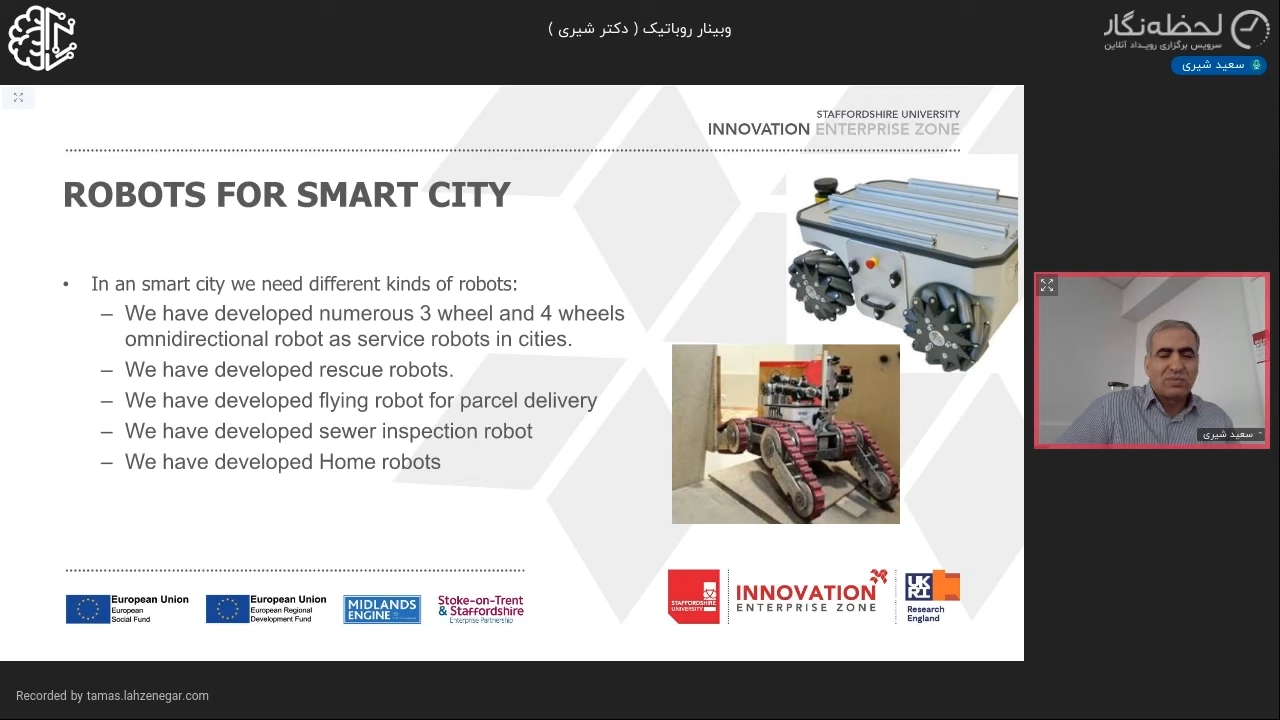 وبینار روباتیک ( دکتر شیری )
لحظه‌نگار
سرویس برگزاری رویداد آنلاین
سعید شیری
STAFFORDSHIRE UNIVERSITY
INNOVATION ENTERPRISE ZONE
ROBOTS FOR SMART CITY
• In an smart city we need different kinds of robots:
– We have developed numerous 3 wheel and 4 wheels
omnidirectional robot as service robots in cities.
– We have developed rescue robots.
– We have developed flying robot for parcel delivery
– We have developed sewer inspection robot
– We have developed Home robots
سعید شیری
European Union
European
Social Fund
European Union
European Regional
Development Fund
MIDLANDS
ENGINE
Stoke-on-Trent
& Staffordshire
Enterprise Partnership
STAFFORDSHIRE
UNIVERSITY
INNOVATION
ENTERPRISE ZONE
UK
RI
Research
England
Recorded by tamas.lahzenegar.com